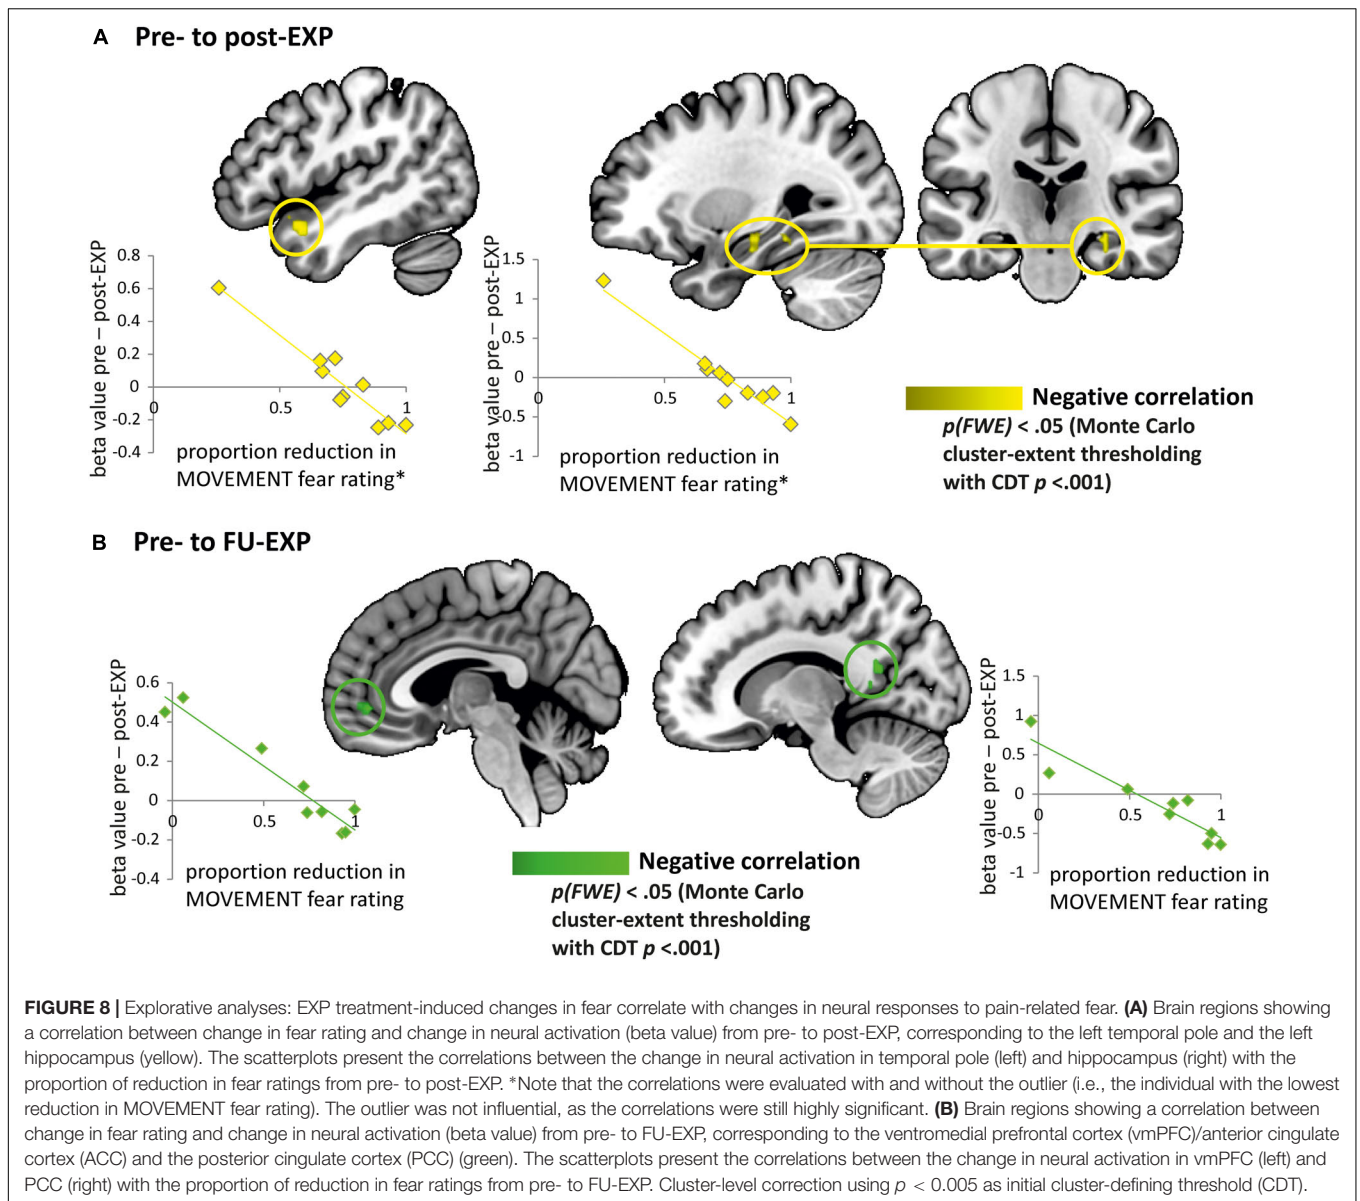 A Pre- to post-EXP
beta value pre – post-EXP
0.8
0.6
0.4
0.2
0
-0.2
-0.4
0
0.5
1
proportion reduction in
MOVEMENT fear rating*
beta value pre – post-EXP
1.5
1
0.5
0
-0.5
-1
0
0.5
1
proportion reduction in
MOVEMENT fear rating*
Negative correlation
p(FWE) < .05 (Monte Carlo
cluster-extent thresholding
with CDT p <.001)
B Pre- to FU-EXP
beta value pre – post-EXP
0.6
0.4
0.2
0
-0.2
-0.4
0
0.5
1
proportion reduction in
MOVEMENT fear rating
Negative correlation
p(FWE) < .05 (Monte Carlo
cluster-extent thresholding
with CDT p <.001)
beta value pre – post-EXP
1.5
1
0.5
0
-0.5
-1
0
0.5
1
proportion reduction in
MOVEMENT fear rating
FIGURE 8 | Explorative analyses: EXP treatment-induced changes in fear correlate with changes in neural responses to pain-related fear. (A) Brain regions showing
a correlation between change in fear rating and change in neural activation (beta value) from pre- to post-EXP, corresponding to the left temporal pole and the left
hippocampus (yellow). The scatterplots present the correlations between the change in neural activation in temporal pole (left) and hippocampus (right) with the
proportion of reduction in fear ratings from pre- to post-EXP. *Note that the correlations were evaluated with and without the outlier (i.e., the individual with the lowest
reduction in MOVEMENT fear rating). The outlier was not influential, as the correlations were still highly significant. (B) Brain regions showing a correlation between
change in fear rating and change in neural activation (beta value) from pre- to FU-EXP, corresponding to the ventromedial prefrontal cortex (vmPFC)/anterior cingulate
cortex (ACC) and the posterior cingulate cortex (PCC) (green). The scatterplots present the correlations between the change in neural activation in vmPFC (left) and
PCC (right) with the proportion of reduction in fear ratings from pre- to FU-EXP. Cluster-level correction using p < 0.005 as initial cluster-defining threshold (CDT).